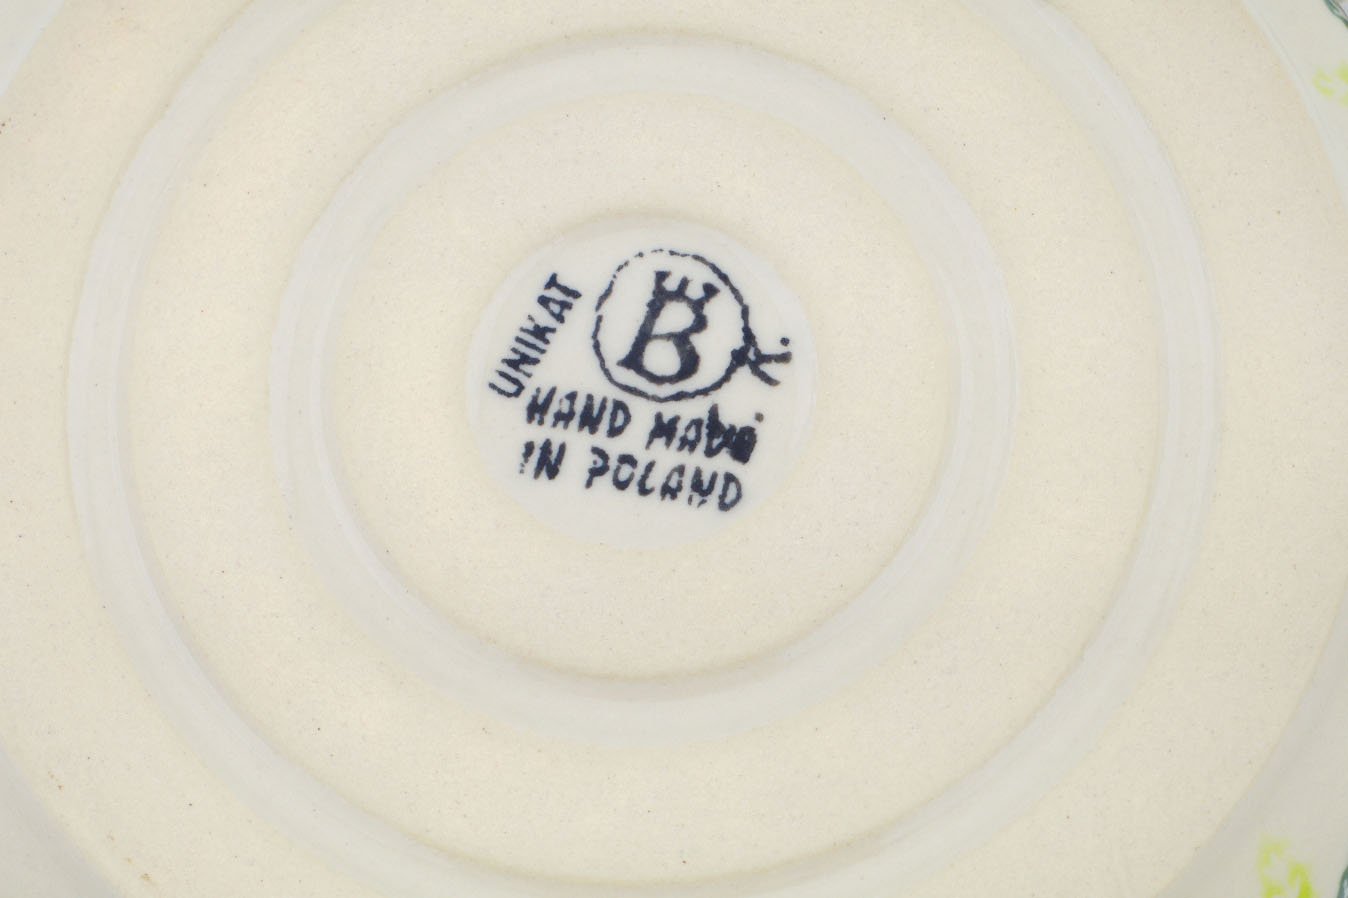 UNIKAT
B K.
HAND MADE
IN POLAND